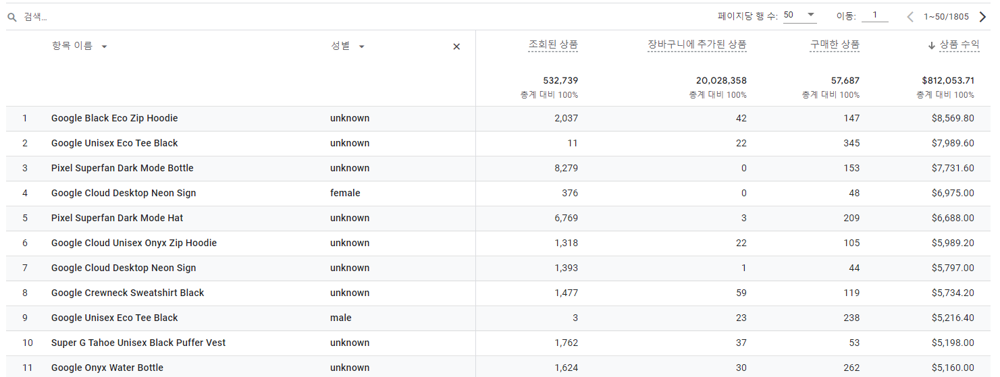 검색... 페이지당 행 수: 50 이동: 1 1~50/1805
항목 이름 성별 조회된 상품 장바구니에 추가된 상품 구매한 상품 상품 수익
532,739 20,028,358 57,687 $812,053.71
총계 대비 100% 총계 대비 100% 총계 대비 100% 총계 대비 100%
1 Google Black Eco Zip Hoodie unknown 2,037 42 147 $8,569.80
2 Google Unisex Eco Tee Black unknown 11 22 345 $7,989.60
3 Pixel Superfan Dark Mode Bottle unknown 8,279 0 153 $7,731.60
4 Google Cloud Desktop Neon Sign female 376 0 48 $6,975.00
5 Pixel Superfan Dark Mode Hat unknown 6,769 3 209 $6,688.00
6 Google Cloud Unisex Onyx Zip Hoodie unknown 1,318 22 105 $5,989.20
7 Google Cloud Desktop Neon Sign unknown 1,393 1 44 $5,797.00
8 Google Crewneck Sweatshirt Black unknown 1,477 59 119 $5,734.20
9 Google Unisex Eco Tee Black male 3 23 238 $5,216.40
10 Super G Tahoe Unisex Black Puffer Vest unknown 1,762 37 53 $5,198.00
11 Google Onyx Water Bottle unknown 1,624 30 262 $5,160.00